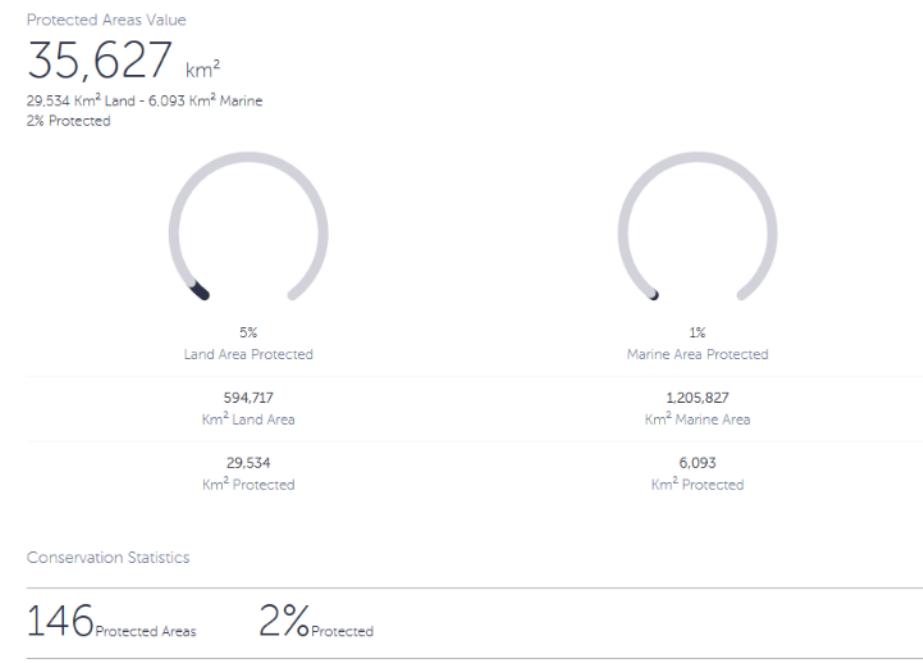 Protected Areas Value
35,627 km²
29,534 Km² Land - 6,093 Km² Marine
2% Protected
5%
Land Area Protected
1%
Marine Area Protected
594,717
Km² Land Area
1,205,827
Km² Marine Area
29,534
Km² Protected
6,093
Km² Protected
Conservation Statistics
146 Protected Areas
2% Protected